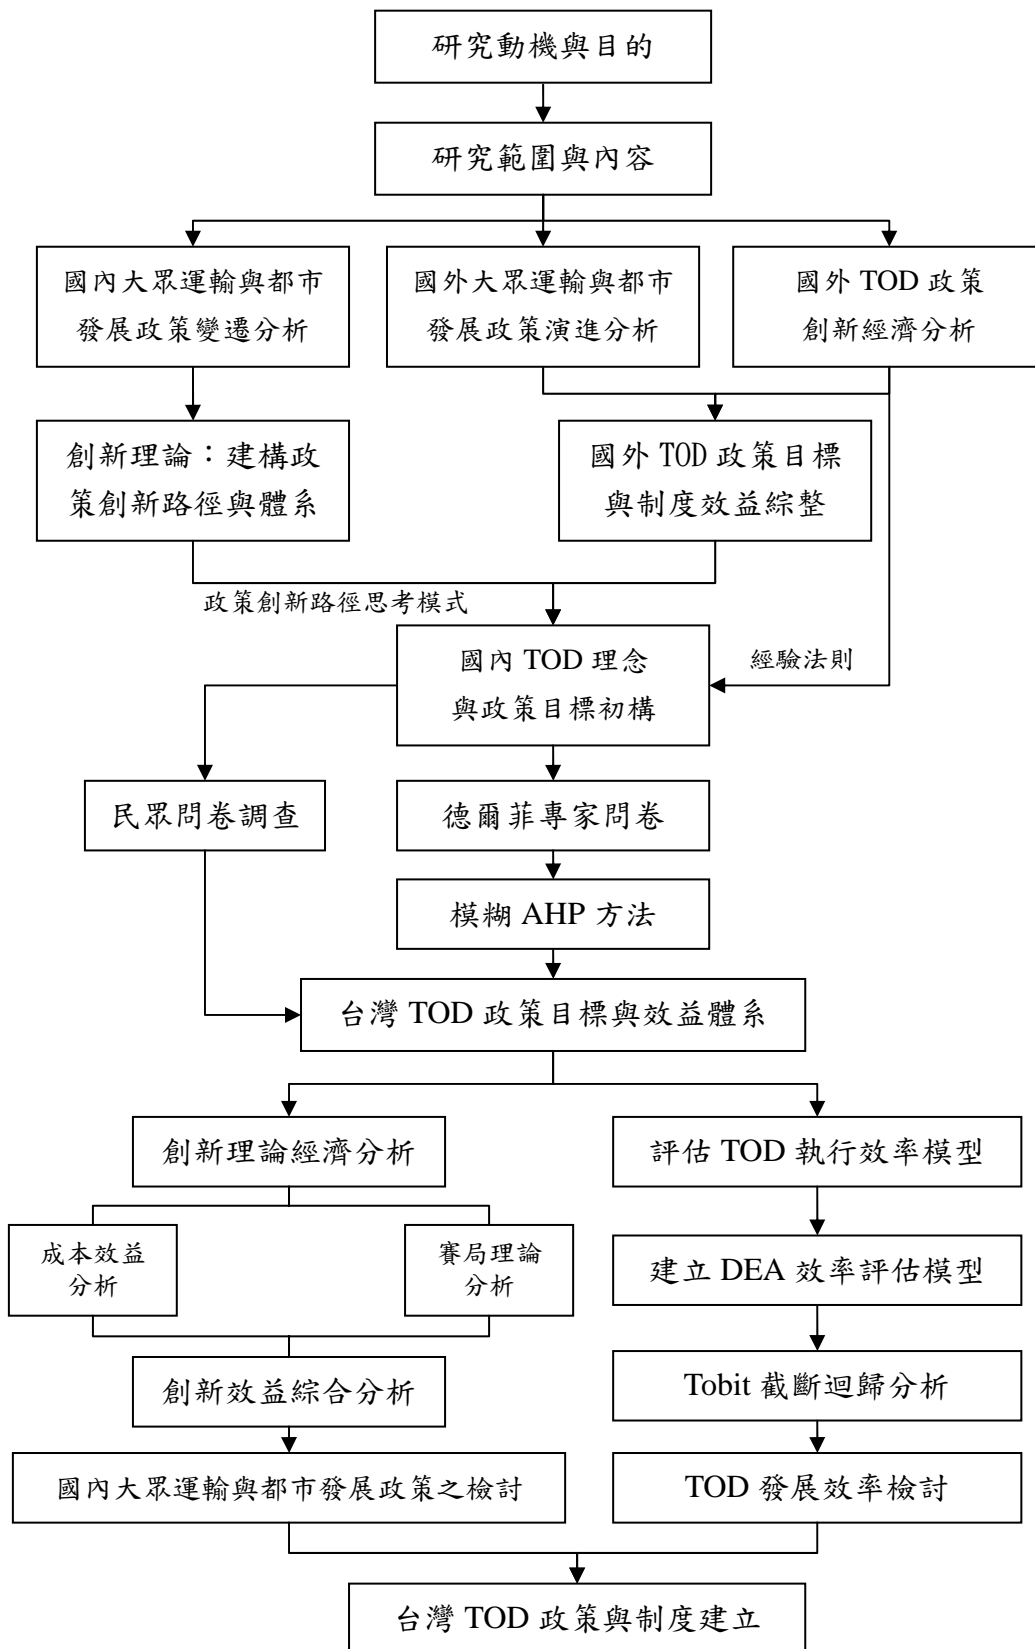 研究動機與目的
研究範圍與內容
國內大眾運輸與都市
發展政策變遷分析
國外大眾運輸與都市
發展政策演進分析
國外 TOD 政策
創新經濟分析
創新理論：建構政
策創新路徑與體系
國外 TOD 政策目標
與制度效益綜整
政策創新路徑思考模式
國內 TOD 理念
與政策目標初構
經驗法則
民眾問卷調查
德爾菲專家問卷
模糊 AHP 方法
台灣 TOD 政策目標與效益體系
創新理論經濟分析
評估 TOD 執行效率模型
成本效益
分析
賽局理論
分析
建立 DEA 效率評估模型
創新效益綜合分析
Tobit 截斷迴歸分析
國內大眾運輸與都市發展政策之檢討
TOD 發展效率檢討
台灣 TOD 政策與制度建立